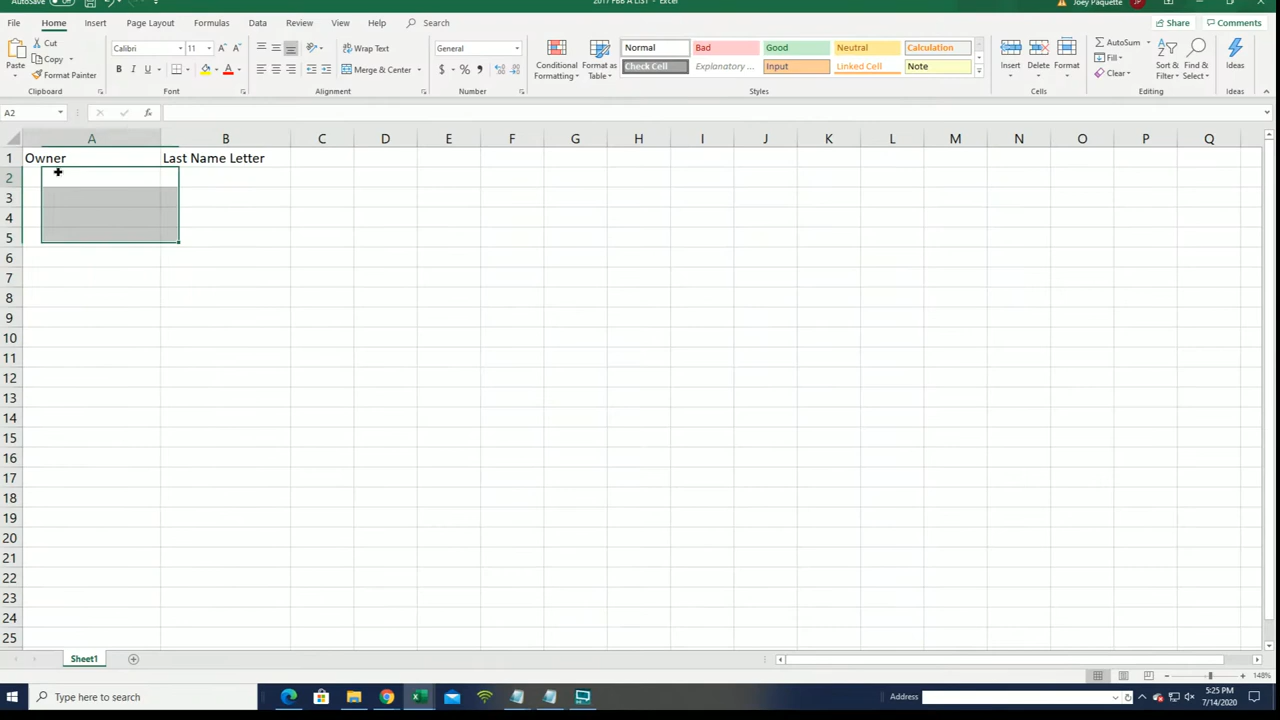 AutoSave Off 2017 FBB A LIST - Excel Joey Paquette JP
File Home Insert Page Layout Formulas Data Review View Help Search Share Comments
Cut
Copy
Format Painter
Paste
Clipboard
Calibri 11
B I U
Font
Wrap Text
Merge & Center
Alignment
General
$ % ,
Number
Conditional
Formatting
Format as
Table
Normal Bad Good Neutral Calculation
Check Cell Explanatory ... Input Linked Cell Note
Styles
Insert Delete Format
Cells
AutoSum
Fill
Clear
Sort &
Filter
Find &
Select
Editing
Ideas
Ideas
A2 fx
A B C D E F G H I J K L M N O P Q
1 Owner Last Name Letter
2
3
4
5
6
7
8
9
10
11
12
13
14
15
16
17
18
19
20
21
22
23
24
25
Sheet1
148%
Type here to search
Address
5:25 PM
7/14/2020